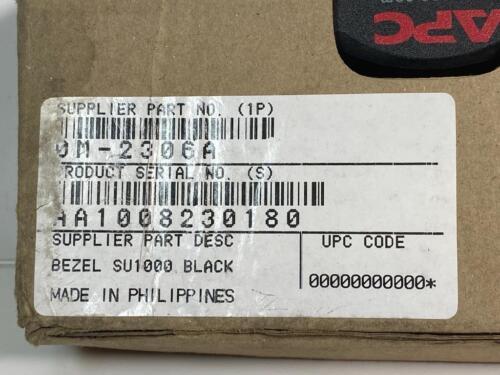 APC
SUPPLIER PART NO. (1P)
0M-2306A
PRODUCT SERIAL NO. (S)
AA1008230180
SUPPLIER PART DESC
UPC CODE
BEZEL SU1000 BLACK
00000000000*
MADE IN PHILIPPINES